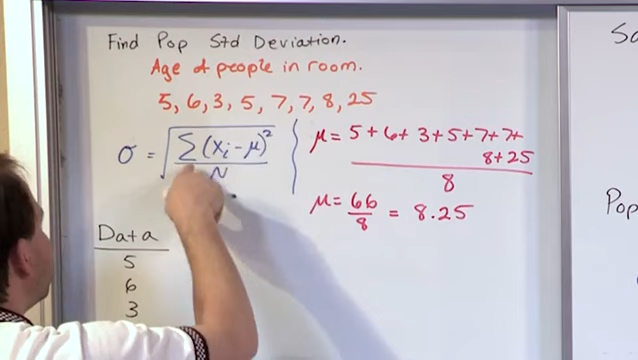 Find Pop Std Deviation.
Age of people in room.
5, 6, 3, 5, 7, 7, 8, 25
σ = √(Σ(xᵢ - μ)²/N)
μ = 5+6+3+5+7+7+
8+25
8
μ = 66/8 = 8.25
Data
5
6
3
Pop